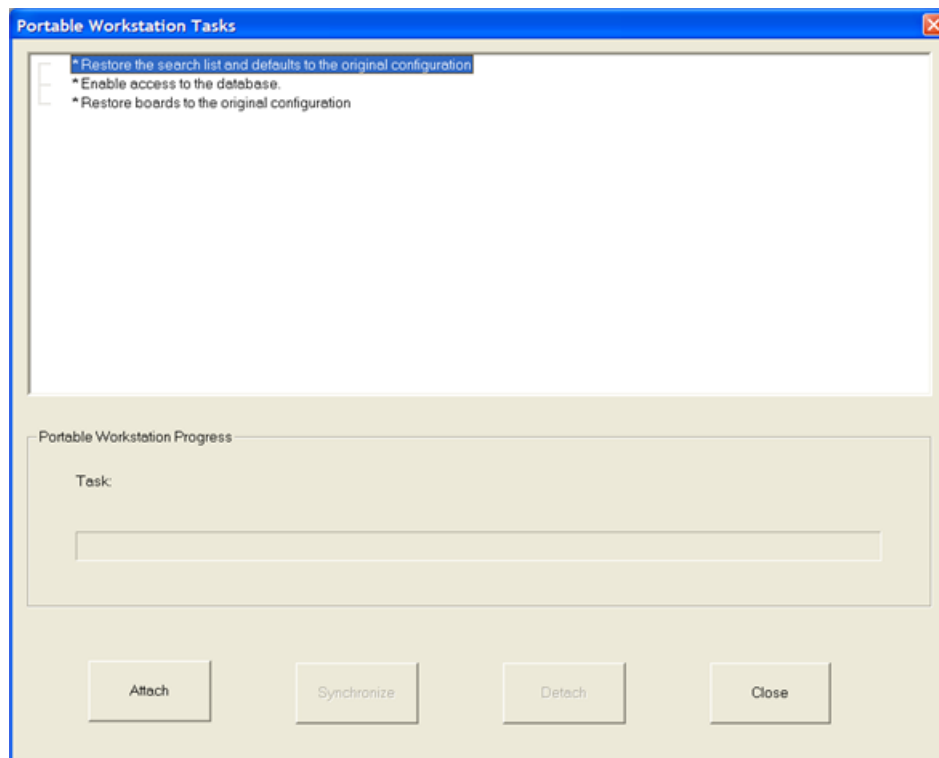 Portable Workstation Tasks
* Restore the search list and defaults to the original configuration
* Enable access to the database.
* Restore boards to the original configuration
Portable Workstation Progress
Task:
Attach
Synchronize
Detach
Close